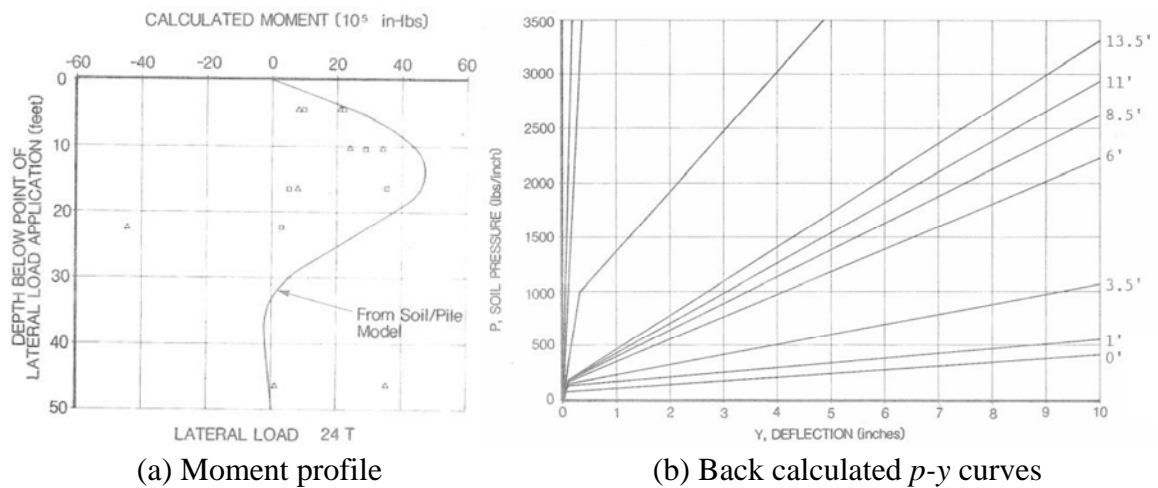 CALCULATED MOMENT (10⁵ in-lbs)
-60 -40 -20 0 20 40 60
DEPTH BELOW POINT OF
LATERAL LOAD APPLICATION (feet)
0
10
20
30
40
50
From Soil/Pile
Model
LATERAL LOAD 24 T
(a) Moment profile
P, SOIL PRESSURE (lbs/inch)
3500
3000
2500
2000
1500
1000
500
0
13.5'
11'
8.5'
6'
3.5'
1'
0'
0 1 2 3 4 5 6 7 8 9 10
Y, DEFLECTION (inches)
(b) Back calculated p-y curves